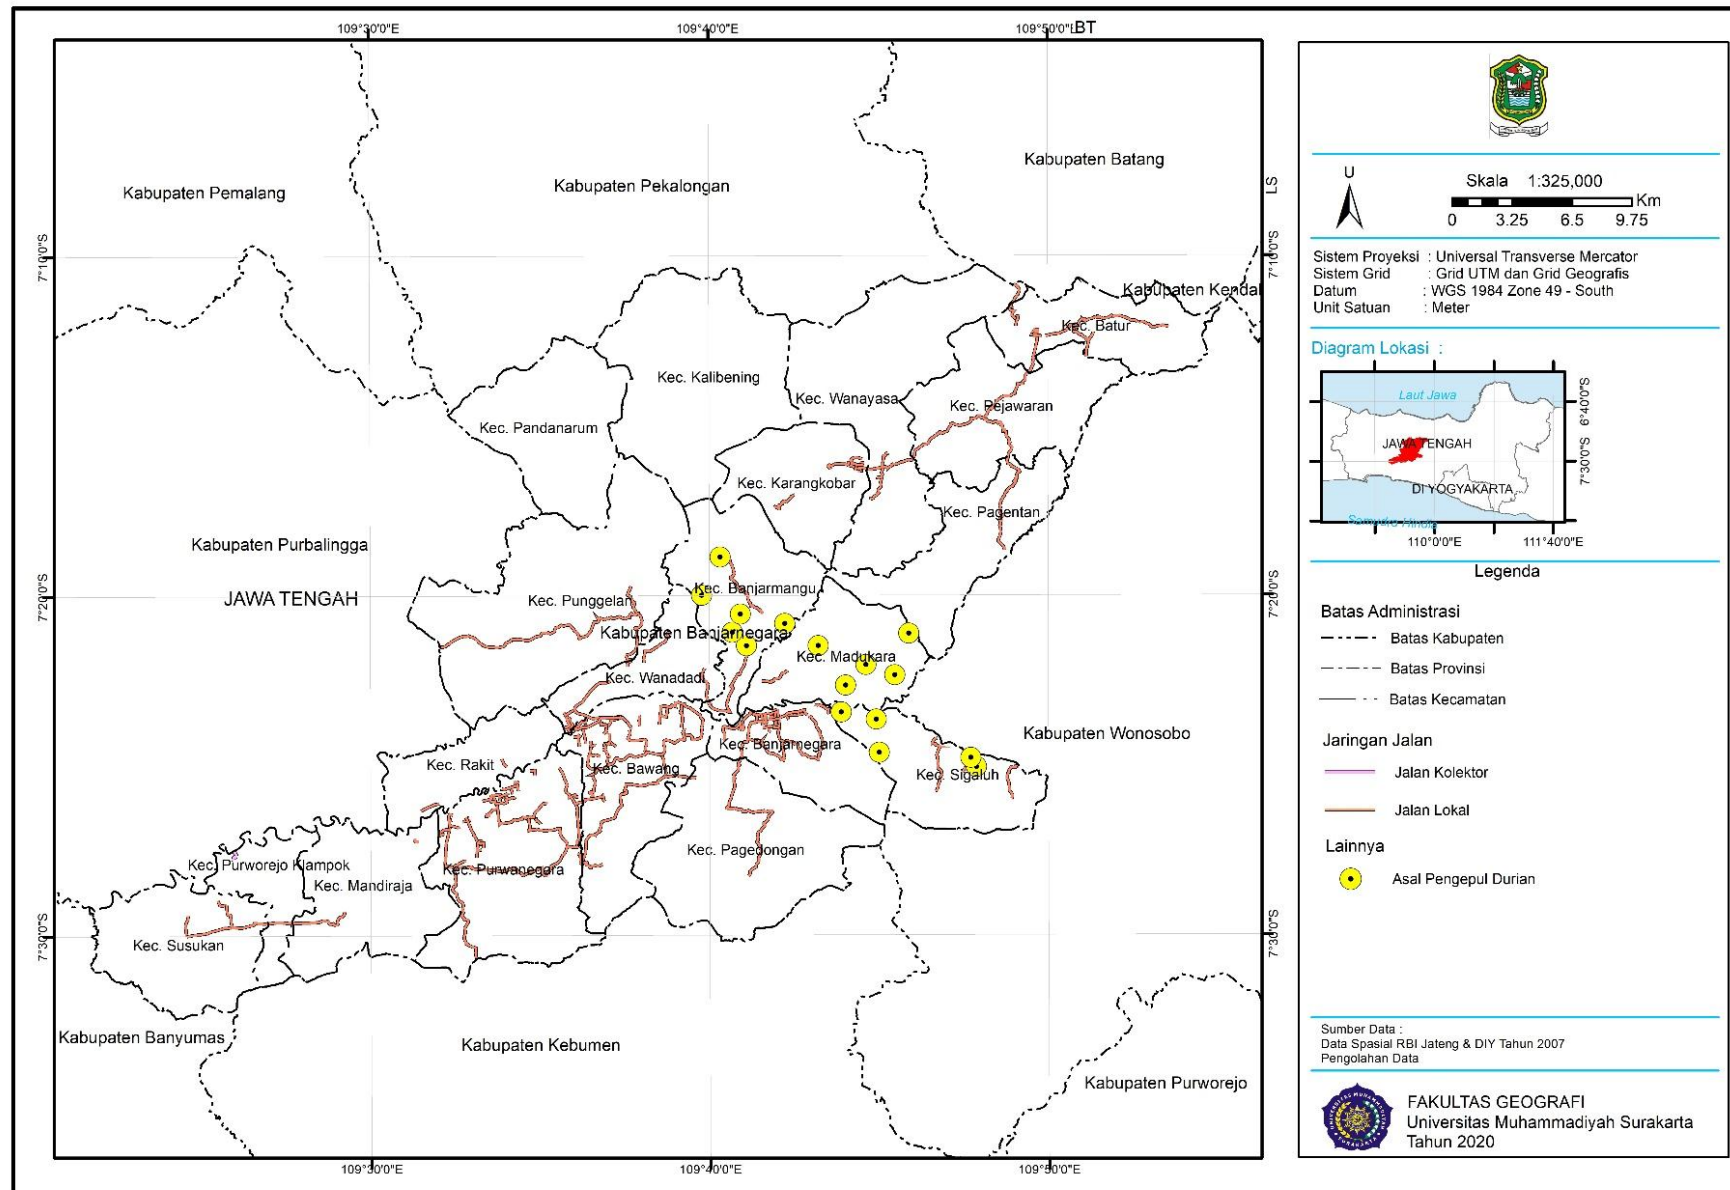 109°30'0"E
109°40'0"E
109°50'0"E
BT
LS
7°10'0"S
7°10'0"S
7°20'0"S
7°20'0"S
7°30'0"S
7°30'0"S
Kabupaten Pemalang
Kabupaten Pekalongan
Kabupaten Batang
Kabupaten Kendal
Kec. Batur
Kec. Kalibening
Kec. Wanayasa
Kec. Pejawaran
Kec. Pandanarum
Kec. Karangkobar
Kec. Pagentan
Kabupaten Purbalingga
JAWA TENGAH
Kec. Banjarmangu
Kec. Punggelan
Kabupaten Banjarnegara
Kec. Madukara
Kec. Wanadadi
Kabupaten Wonosobo
Kec. Banjarnegara
Kec. Rakit
Kec. Bawang
Kec. Sigaluh
Kec. Pagedongan
Kec. Purworejo Klampok
Kec. Purwanegara
Kec. Mandiraja
Kec. Susukan
Kabupaten Banyumas
Kabupaten Kebumen
Kabupaten Purworejo
109°30'0"E
109°40'0"E
109°50'0"E
U
Skala 1:325,000
Km
0 3.25 6.5 9.75
Sistem Proyeksi : Universal Transverse Mercator
Sistem Grid : Grid UTM dan Grid Geografis
Datum : WGS 1984 Zone 49 - South
Unit Satuan : Meter
Diagram Lokasi :
Laut Jawa
JAWA TENGAH
DI YOGYAKARTA
Samudra Hindia
6°40'0"S
7°30'0"S
110°0'0"E
111°40'0"E
Legenda
Batas Administrasi
Batas Kabupaten
Batas Provinsi
Batas Kecamatan
Jaringan Jalan
Jalan Kolektor
Jalan Lokal
Lainnya
Asal Pengepul Durian
Sumber Data :
Data Spasial RBI Jateng & DIY Tahun 2007
Pengolahan Data
FAKULTAS GEOGRAFI
Universitas Muhammadiyah Surakarta
Tahun 2020